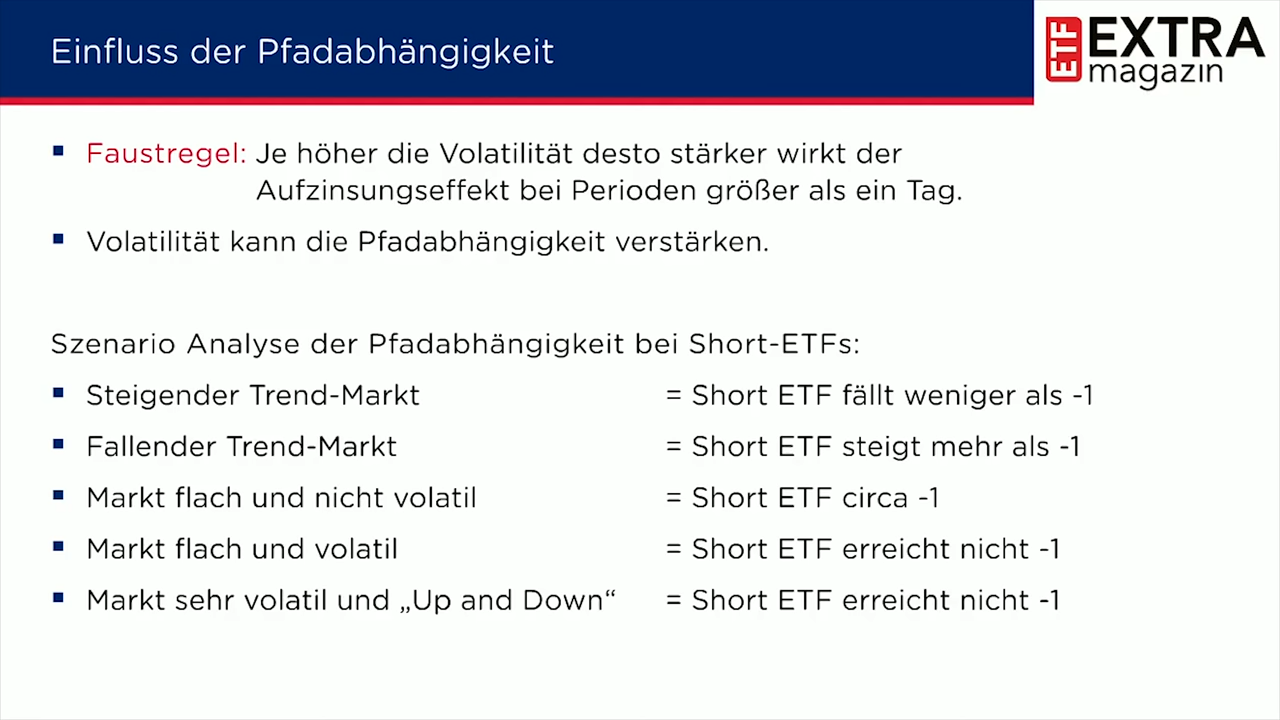 Einfluss der Pfadabhängigkeit
ETF EXTRA
magazin
▪ Faustregel: Je höher die Volatilität desto stärker wirkt der
Aufzinsungseffekt bei Perioden größer als ein Tag.
▪ Volatilität kann die Pfadabhängigkeit verstärken.
Szenario Analyse der Pfadabhängigkeit bei Short-ETFs:
▪ Steigender Trend-Markt = Short ETF fällt weniger als -1
▪ Fallender Trend-Markt = Short ETF steigt mehr als -1
▪ Markt flach und nicht volatil = Short ETF circa -1
▪ Markt flach und volatil = Short ETF erreicht nicht -1
▪ Markt sehr volatil und „Up and Down“ = Short ETF erreicht nicht -1